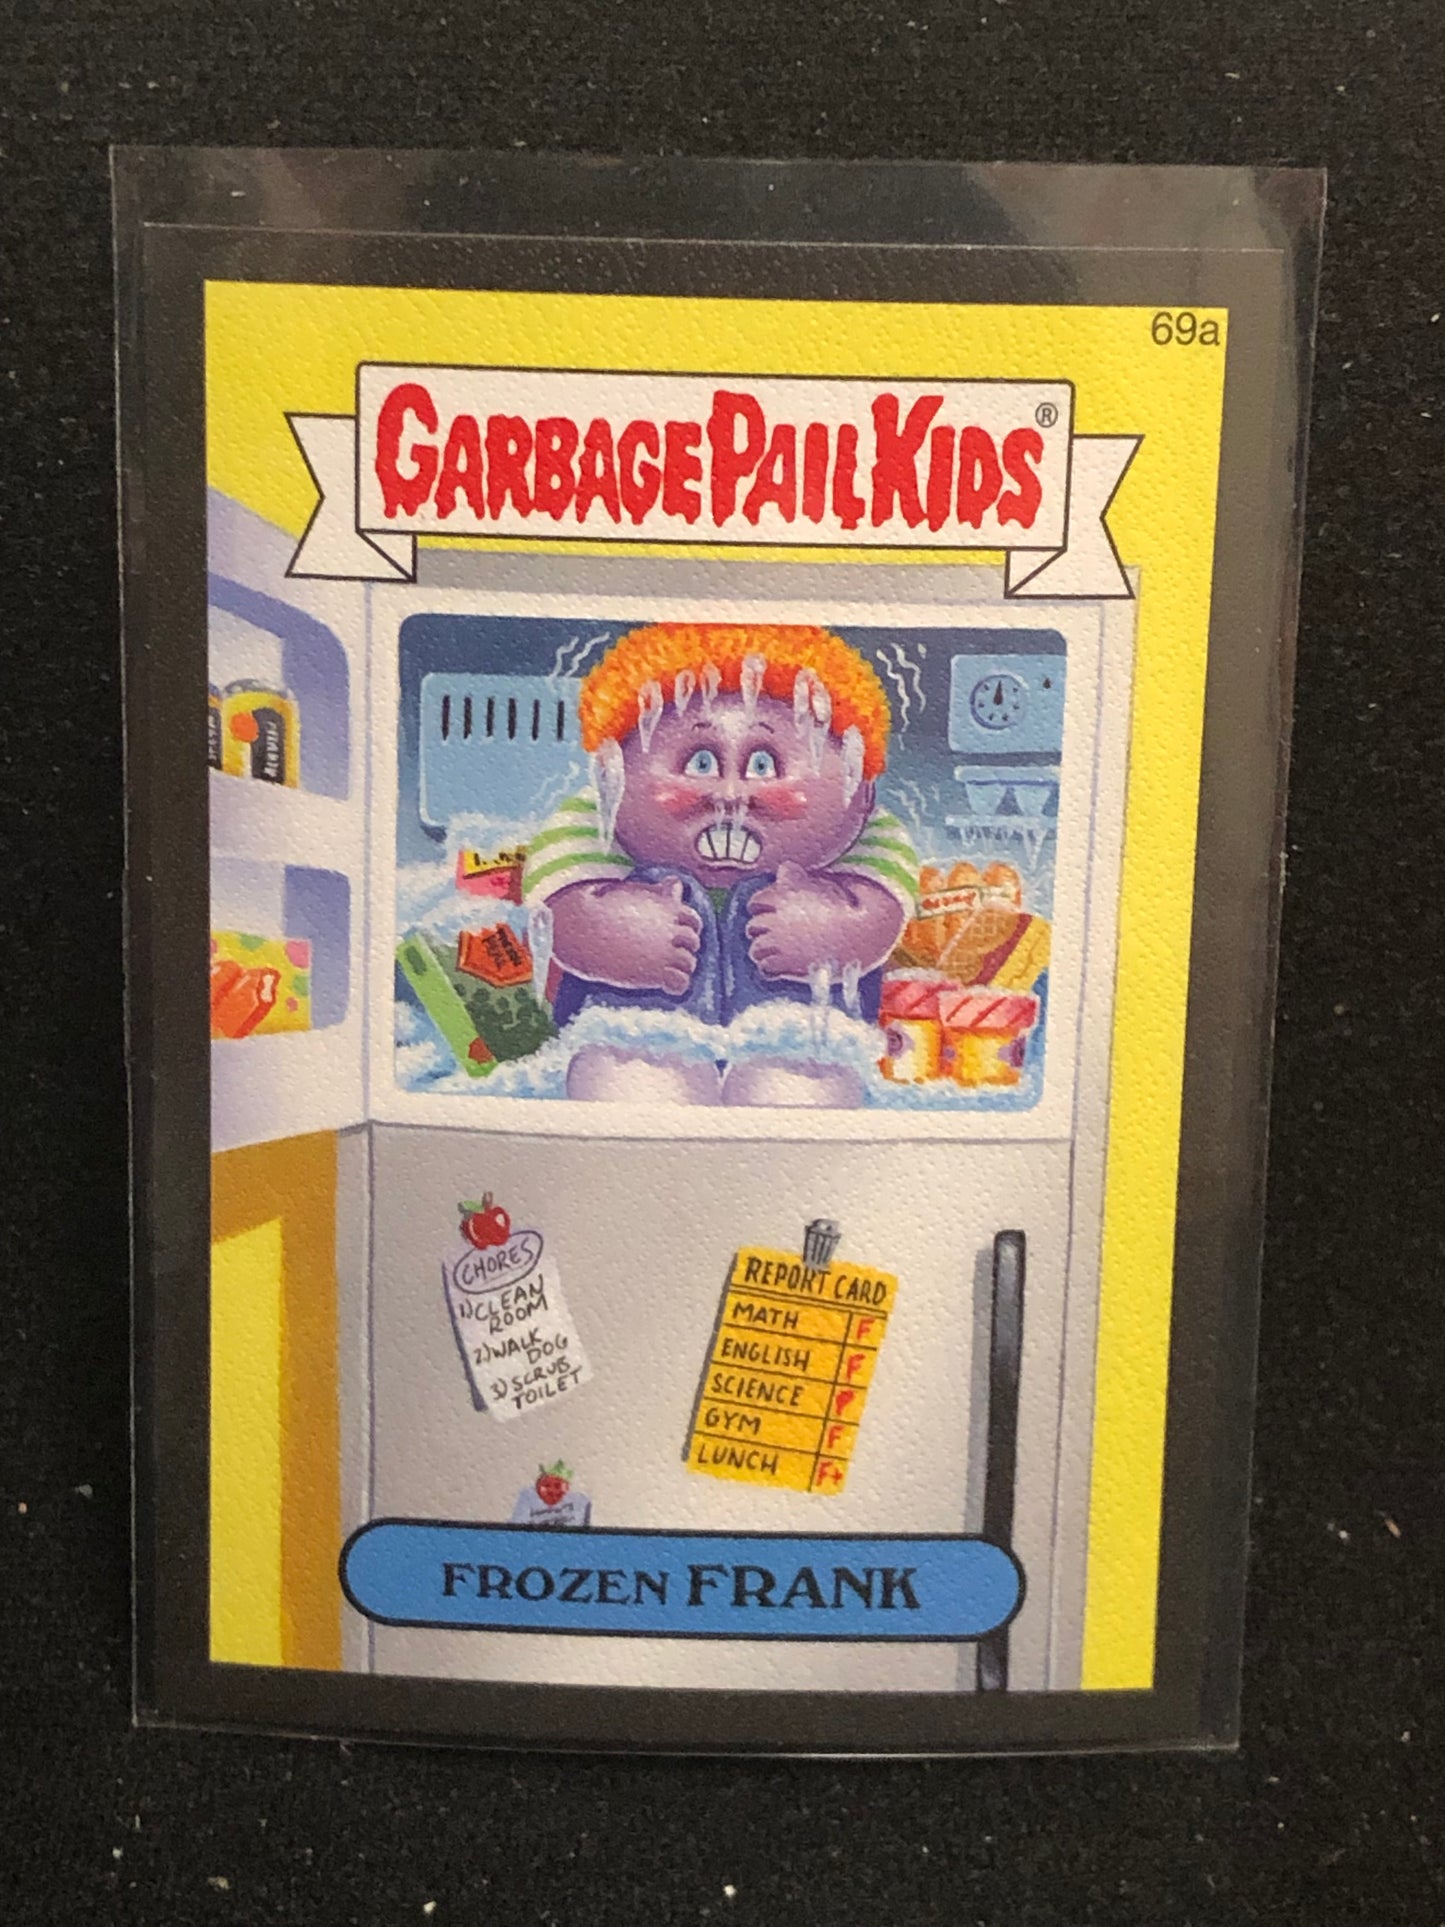 69a
GARBAGE PAIL KIDS®
CHORES
1) CLEAN
ROOM
2) WALK
DOG
3) SCRUB
TOILET
REPORT CARD
MATH F
ENGLISH F
SCIENCE F
GYM F
LUNCH F+
FROZEN FRANK